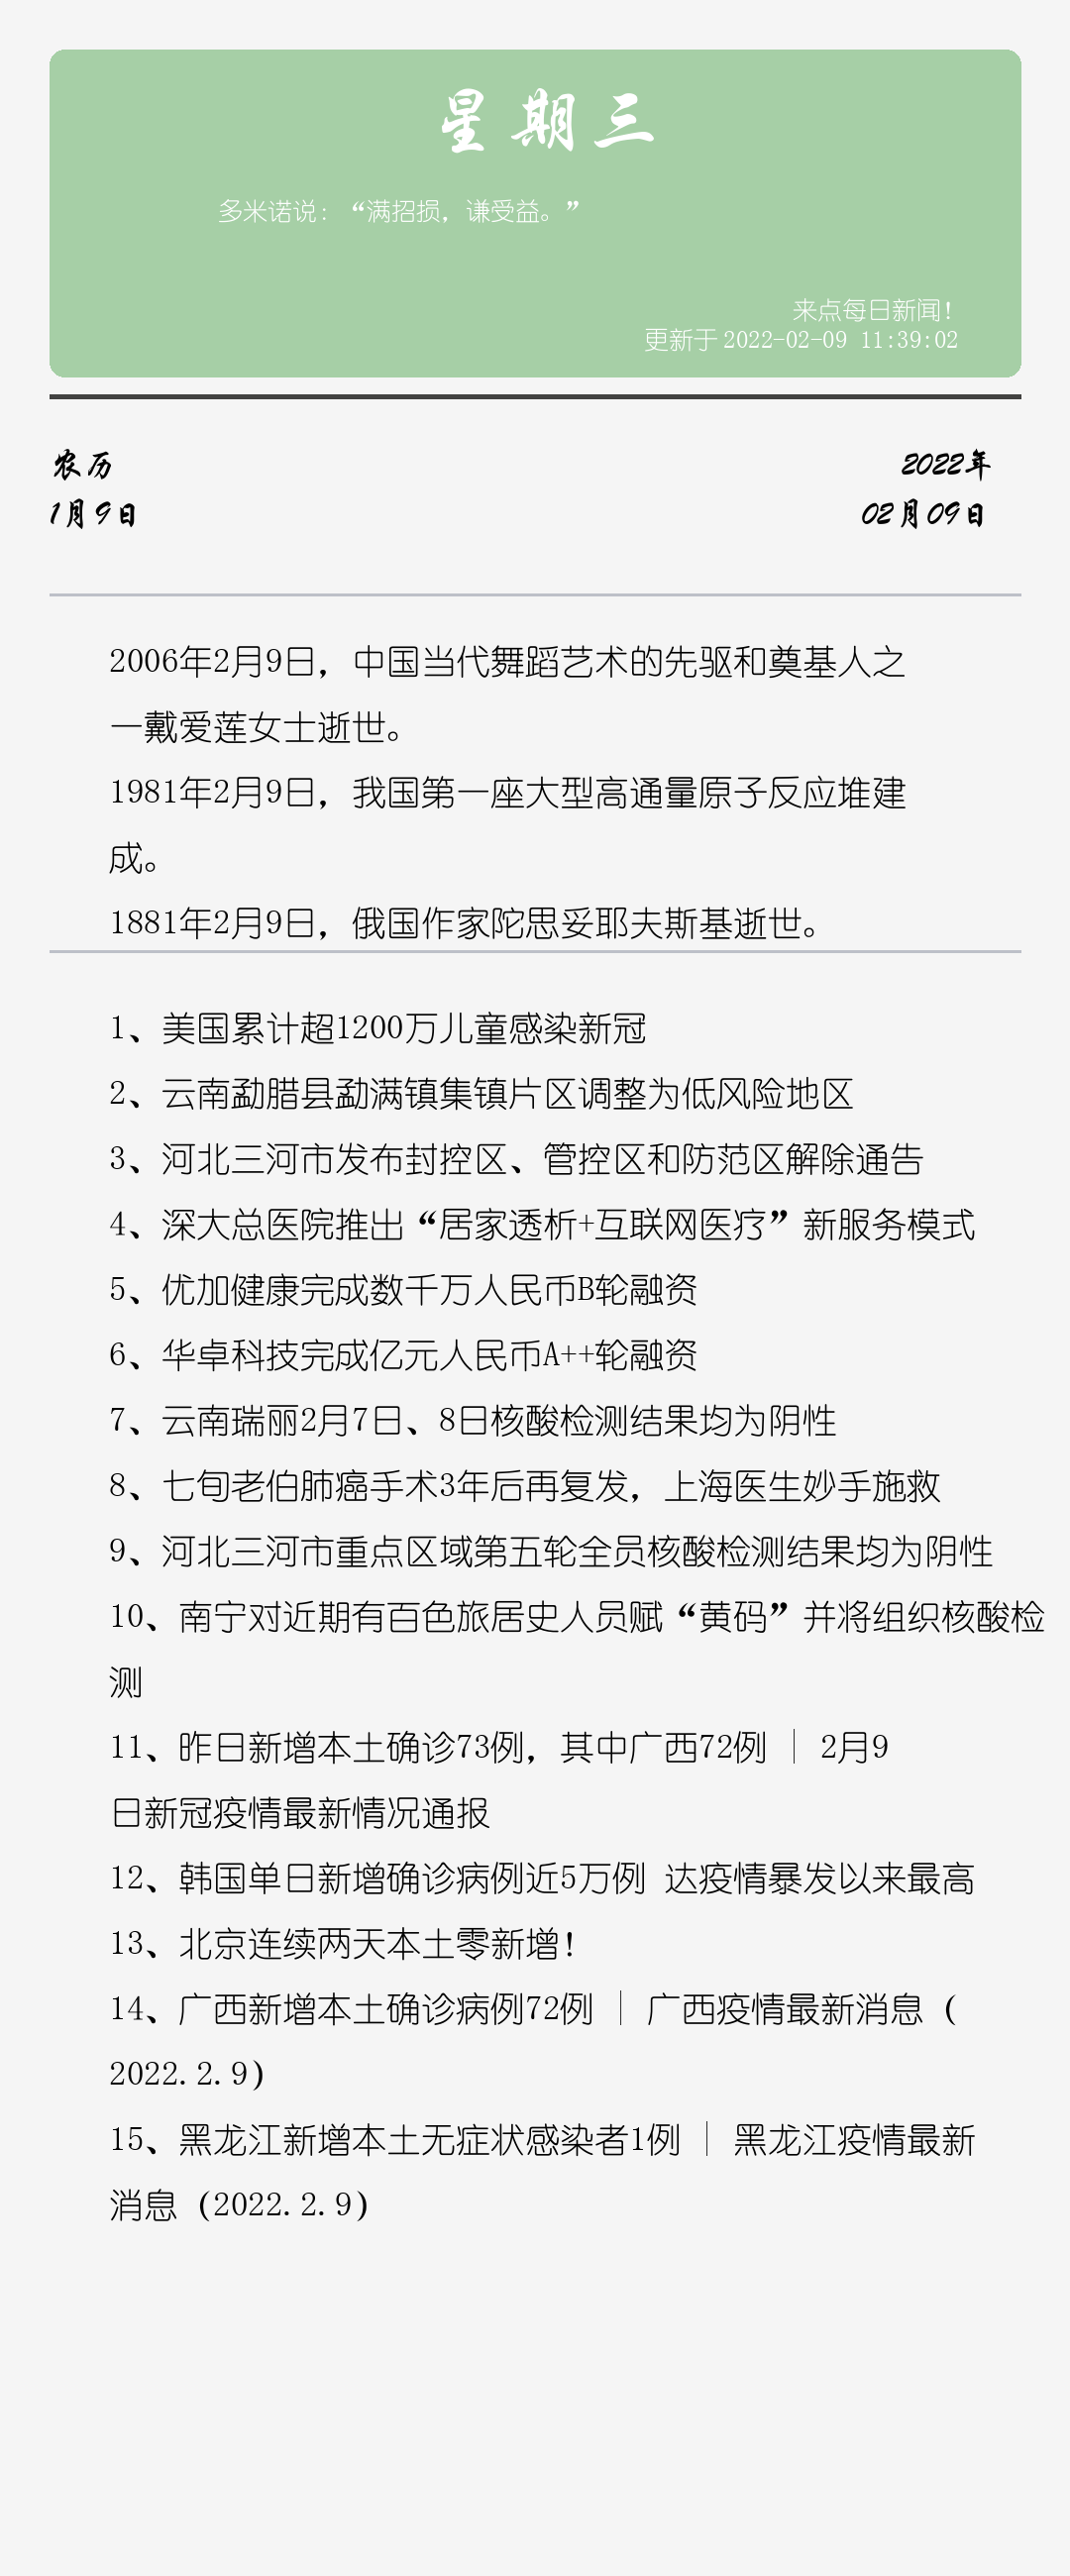 星期三
多米诺说：“满招损，谦受益。”
来点每日新闻！
更新于 2022-02-09 11:39:02
农历
2022年
1月9日
02月09日
2006年2月9日，中国当代舞蹈艺术的先驱和奠基人之
一戴爱莲女士逝世。
1981年2月9日，我国第一座大型高通量原子反应堆建
成。
1881年2月9日，俄国作家陀思妥耶夫斯基逝世。
1、美国累计超1200万儿童感染新冠
2、云南勐腊县勐满镇集镇片区调整为低风险地区
3、河北三河市发布封控区、管控区和防范区解除通告
4、深大总医院推出“居家透析+互联网医疗”新服务模式
5、优加健康完成数千万人民币B轮融资
6、华卓科技完成亿元人民币A++轮融资
7、云南瑞丽2月7日、8日核酸检测结果均为阴性
8、七旬老伯肺癌手术3年后再复发，上海医生妙手施救
9、河北三河市重点区域第五轮全员核酸检测结果均为阴性
10、南宁对近期有百色旅居史人员赋“黄码”并将组织核酸检
测
11、昨日新增本土确诊73例，其中广西72例 | 2月9
日新冠疫情最新情况通报
12、韩国单日新增确诊病例近5万例 达疫情暴发以来最高
13、北京连续两天本土零新增！
14、广西新增本土确诊病例72例 | 广西疫情最新消息（
2022.2.9）
15、黑龙江新增本土无症状感染者1例 | 黑龙江疫情最新
消息（2022.2.9）